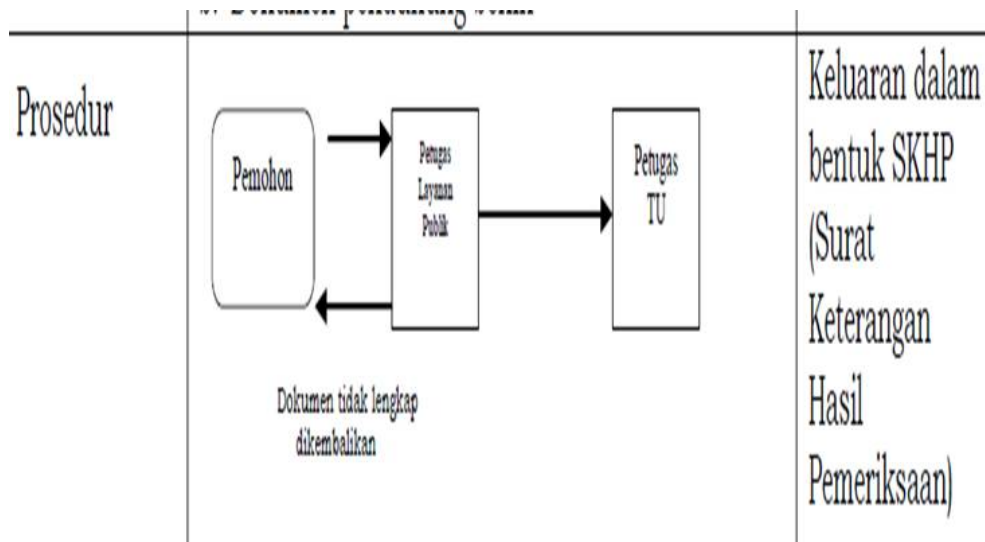 Prosedur
Pemohon
Petugas
Layanan
Publik
Petugas
TU
Dokumen tidak lengkap
dikembalikan
Keluaran dalam
bentuk SKHP
(Surat
Keterangan
Hasil
Pemeriksaan)